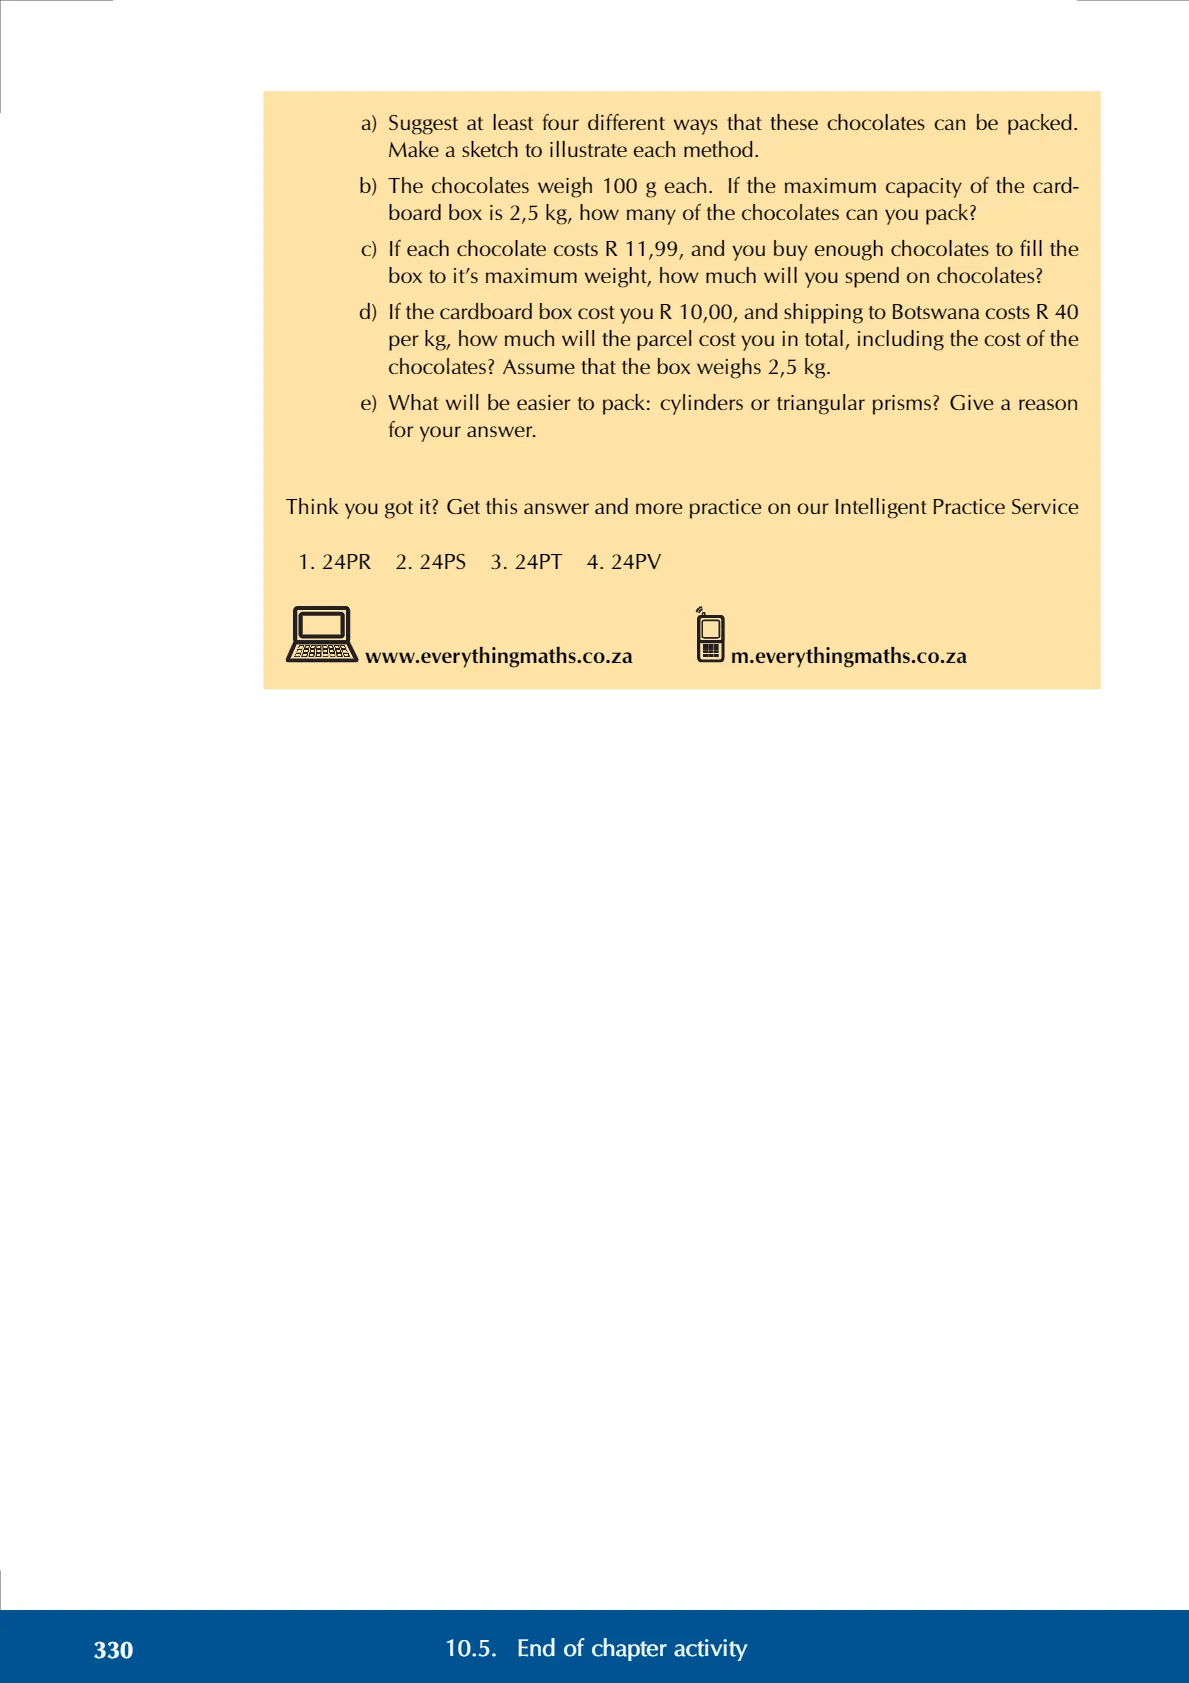 a) Suggest at least four different ways that these chocolates can be packed.
Make a sketch to illustrate each method.
b) The chocolates weigh 100 g each. If the maximum capacity of the card-
board box is 2,5 kg, how many of the chocolates can you pack?
c) If each chocolate costs R 11,99, and you buy enough chocolates to fill the
box to it's maximum weight, how much will you spend on chocolates?
d) If the cardboard box cost you R 10,00, and shipping to Botswana costs R 40
per kg, how much will the parcel cost you in total, including the cost of the
chocolates? Assume that the box weighs 2,5 kg.
e) What will be easier to pack: cylinders or triangular prisms? Give a reason
for your answer.
Think you got it? Get this answer and more practice on our Intelligent Practice Service
1. 24PR 2. 24PS 3. 24PT 4. 24PV
www.everythingmaths.co.za m.everythingmaths.co.za
330 10.5. End of chapter activity